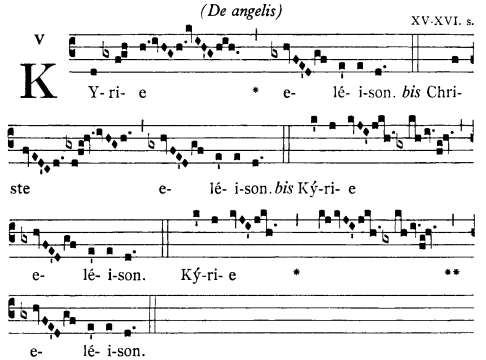 (De angelis)
V
XV-XVI. s.
KY-ri- e * e- lé- i-son. bis Chri-
ste e- lé- i-son. bis Ký-ri- e
e- lé- i-son. Ký-ri- e * **
e- lé- i-son.